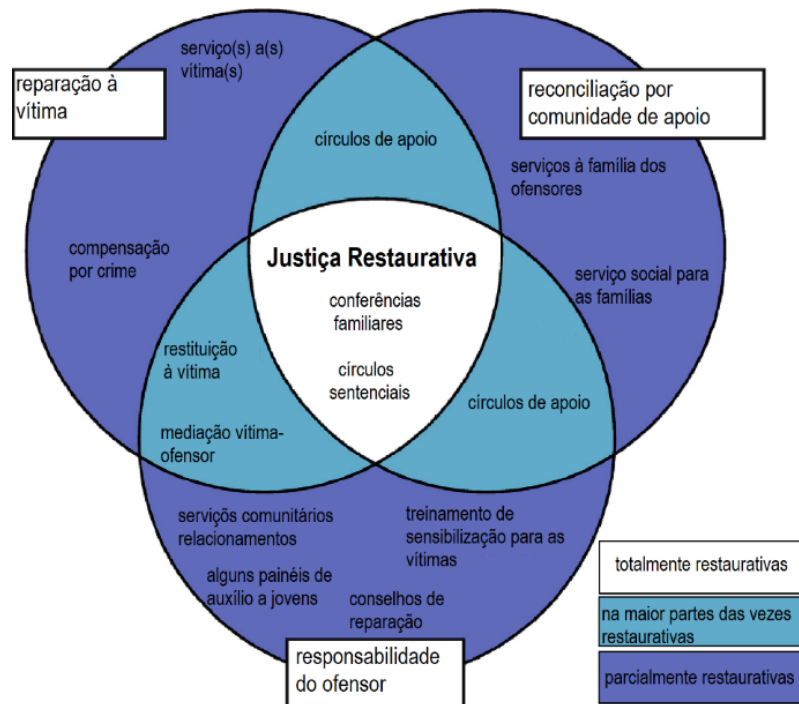 serviço(s) a(s)
vítima(s)
reparação à
vítima
reconciliação por
comunidade de apoio
círculos de apoio
serviços à família dos
ofensores
compensação
por crime
Justiça Restaurativa
serviço social para
as famílias
conferências
familiares
restituição
à vítima
círculos
sentenciais
círculos de apoio
mediação vítima-
ofensor
serviçõs comunitários
relacionamentos
treinamento de
sensibilização para as
vítimas
alguns painéis de
auxílio a jovens
conselhos de
reparação
responsabilidade
do ofensor
totalmente restaurativas
na maior partes das vezes
restaurativas
parcialmente restaurativas